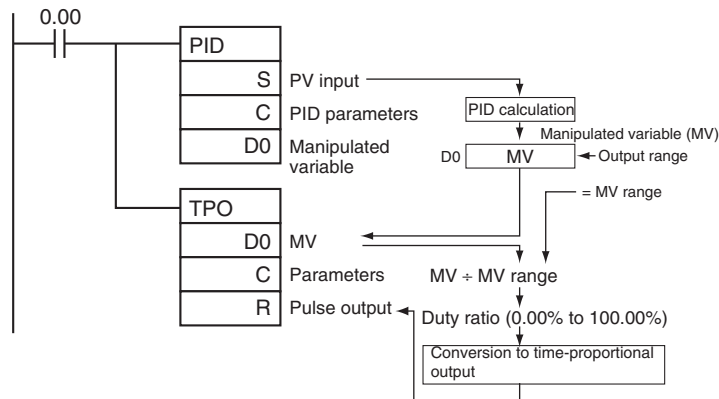 0.00
PID
S PV input
C PID parameters
D0 Manipulated
variable
PID calculation
Manipulated variable (MV)
D0 MV Output range
= MV range
TPO
D0 MV
C Parameters
R Pulse output
MV ÷ MV range
Duty ratio (0.00% to 100.00%)
Conversion to time-proportional
output